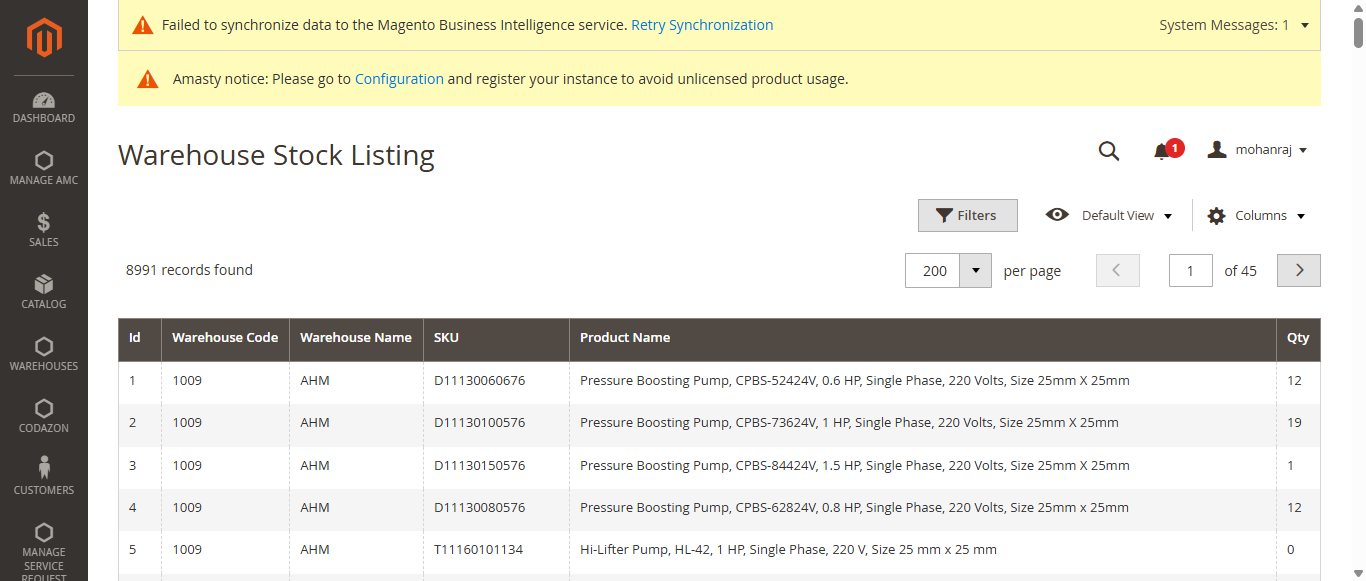 Failed to synchronize data to the Magento Business Intelligence service. Retry Synchronization
System Messages: 1
Amasty notice: Please go to Configuration and register your instance to avoid unlicensed product usage.
DASHBOARD
MANAGE AMC
SALES
CATALOG
WAREHOUSES
CODAZON
CUSTOMERS
MANAGE
SERVICE
REQUEST
Warehouse Stock Listing
1
mohanraj
Filters
Default View
Columns
8991 records found
200 per page
1 of 45
Id Warehouse Code Warehouse Name SKU Product Name Qty
1 1009 AHM D11130060676 Pressure Boosting Pump, CPBS-52424V, 0.6 HP, Single Phase, 220 Volts, Size 25mm X 25mm 12
2 1009 AHM D11130100576 Pressure Boosting Pump, CPBS-73624V, 1 HP, Single Phase, 220 Volts, Size 25mm X 25mm 19
3 1009 AHM D11130150576 Pressure Boosting Pump, CPBS-84424V, 1.5 HP, Single Phase, 220 Volts, Size 25mm X 25mm 1
4 1009 AHM D11130080576 Pressure Boosting Pump, CPBS-62824V, 0.8 HP, Single Phase, 220 Volts, Size 25mm x 25mm 12
5 1009 AHM T11160101134 Hi-Lifter Pump, HL-42, 1 HP, Single Phase, 220 V, Size 25 mm x 25 mm 0